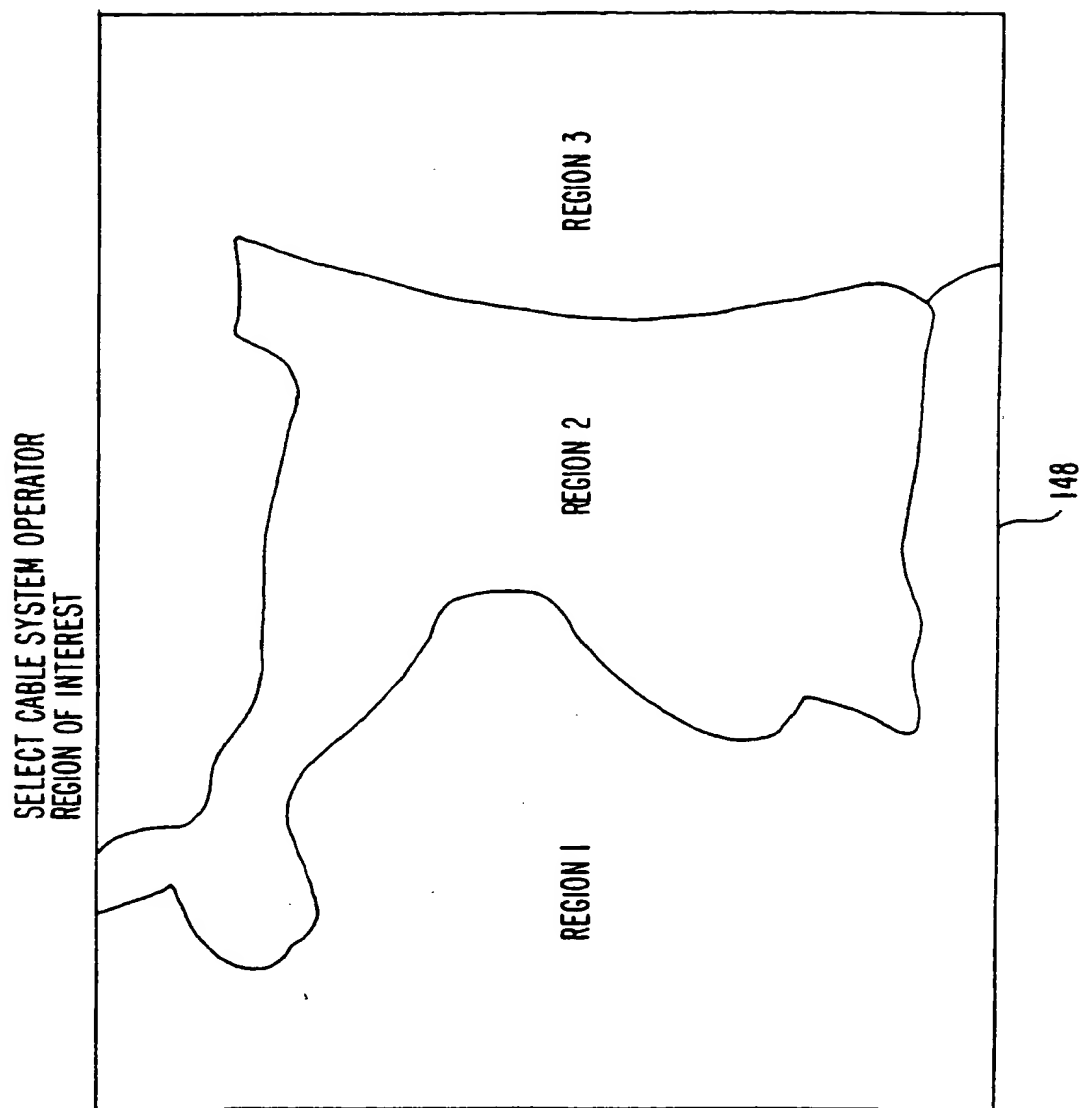 SELECT CABLE SYSTEM OPERATOR
REGION OF INTEREST
REGION 1
REGION 2
REGION 3
148